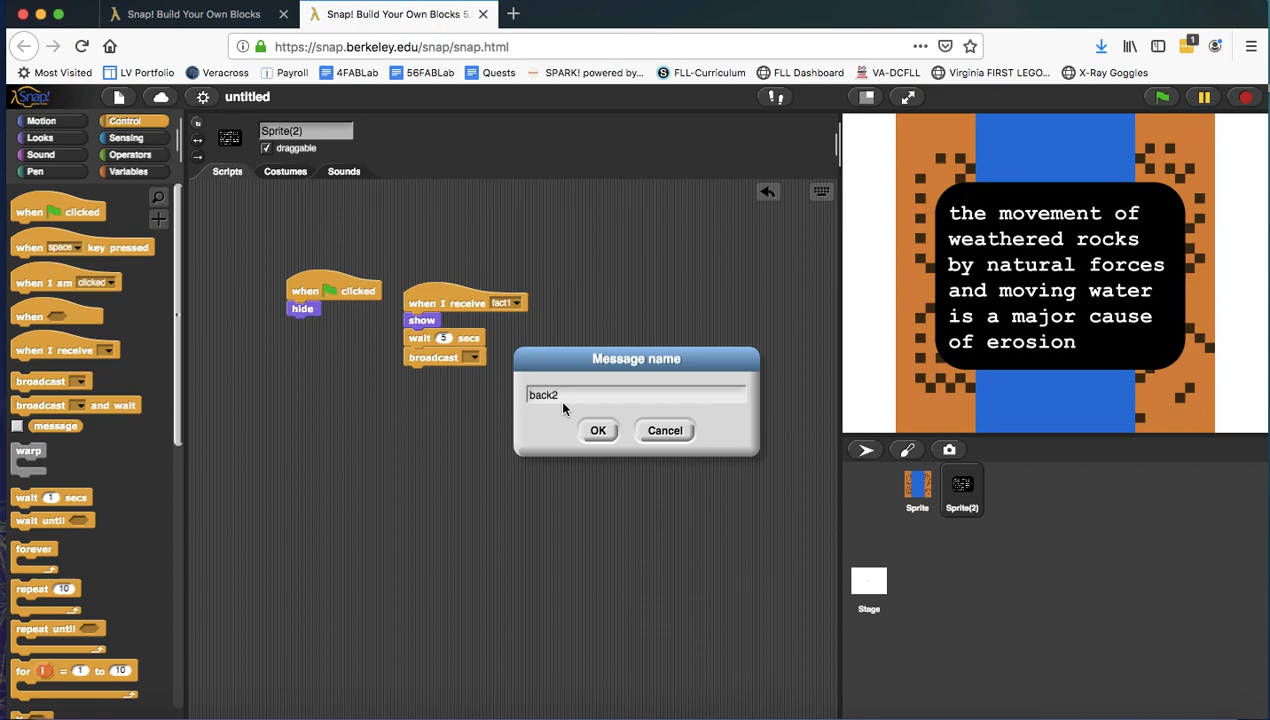 Snap! Build Your Own Blocks
Snap! Build Your Own Blocks 5.
https://snap.berkeley.edu/snap/snap.html
1
Most Visited
LV Portfolio
Veracross
Payroll
4FABLab
56FABLab
Quests
SPARK! powered by...
FLL-Curriculum
FLL Dashboard
VA-DCFLL
Virginia FIRST LEGO...
X-Ray Goggles
Snap!
untitled
Motion
Control
Looks
Sensing
Sound
Operators
Pen
Variables
Sprite(2)
draggable
Scripts
Costumes
Sounds
when clicked
when space key pressed
when I am clicked
when
when I receive
broadcast
broadcast and wait
message
warp
wait 1 secs
wait until
forever
repeat 10
repeat until
for i = 1 to 10
when clicked
hide
when I receive fact1
show
wait 5 secs
broadcast
Message name
back2
OK
Cancel
the movement of
weathered rocks
by natural forces
and moving water
is a major cause
of erosion
Sprite
Sprite(2)
Stage